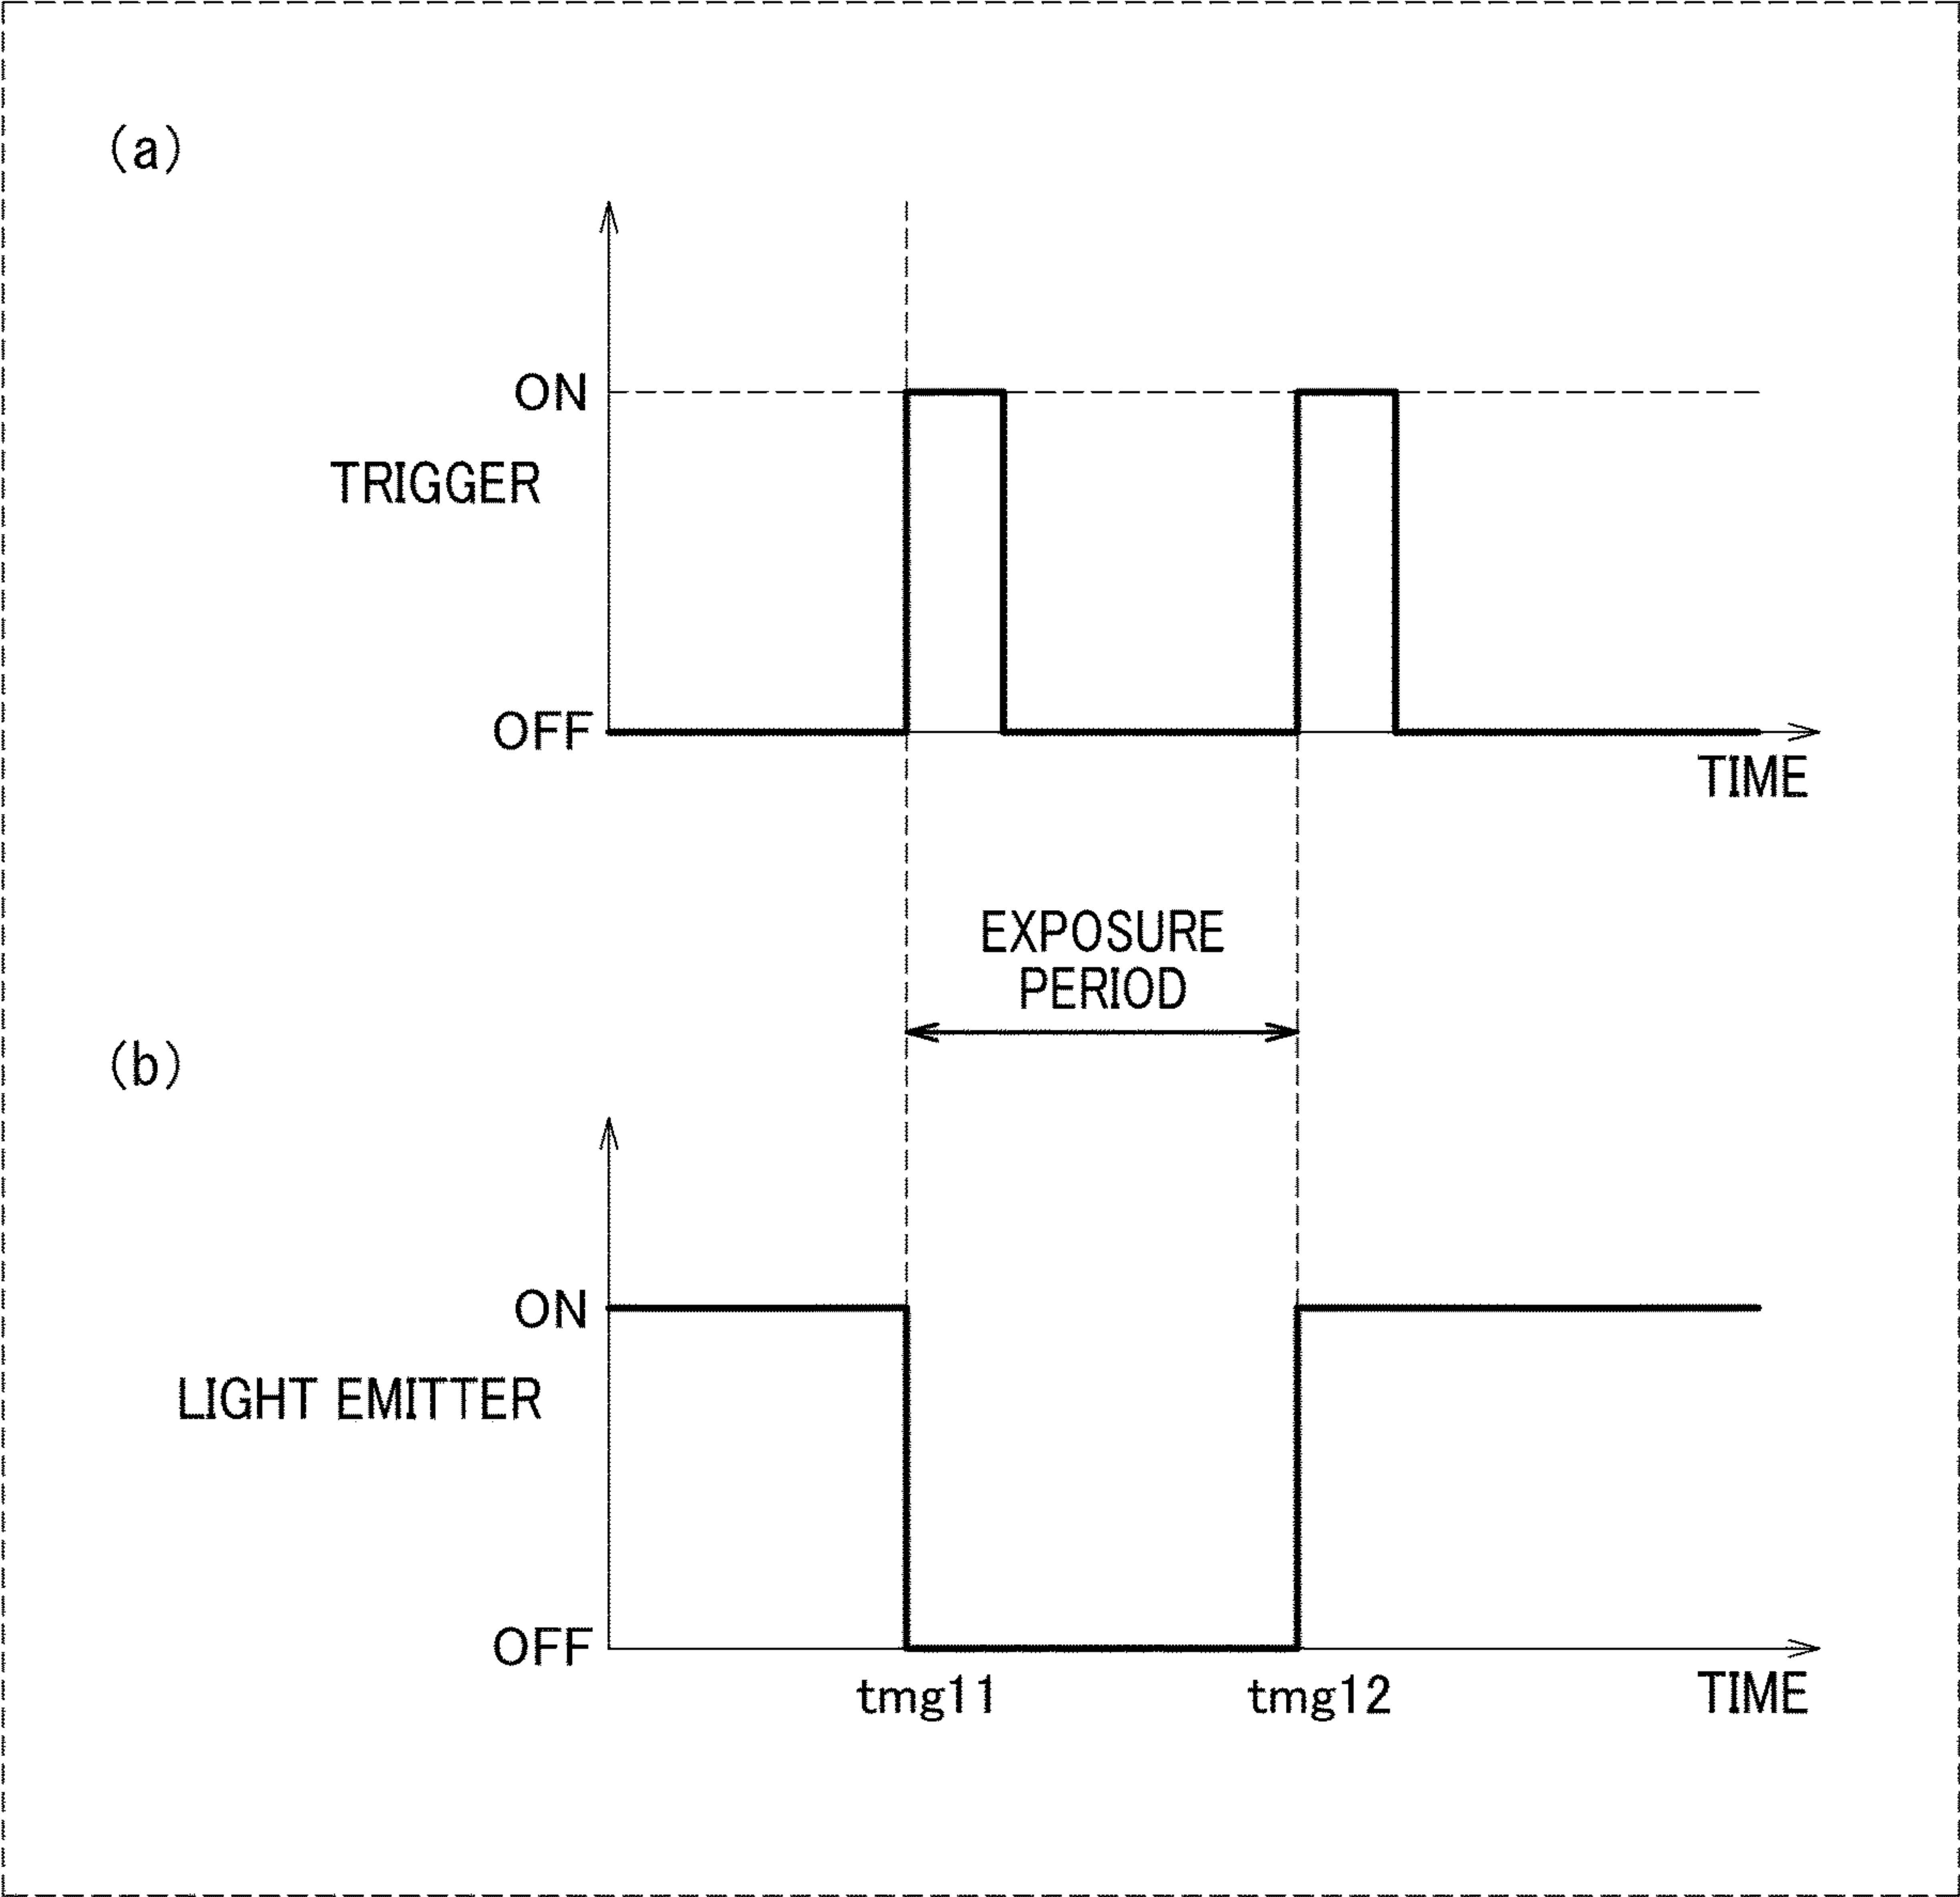 (a)
ON
TRIGGER
OFF
TIME
EXPOSURE
PERIOD
(b)
ON
LIGHT EMITTER
OFF
tmg11
tmg12
TIME